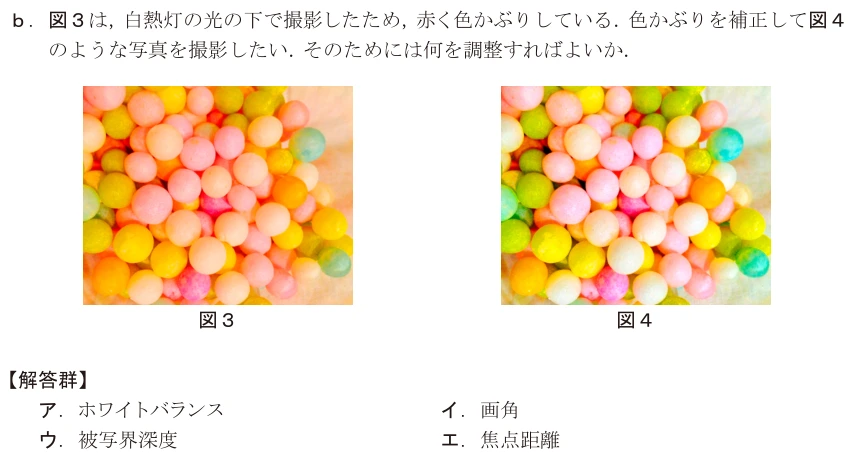 b．図3は，白熱灯の光の下で撮影したため，赤く色かぶりしている．色かぶりを補正して図4
のような写真を撮影したい．そのためには何を調整すればよいか．
図3
図4
【解答群】
ア．ホワイトバランス
イ．画角
ウ．被写界深度
エ．焦点距離